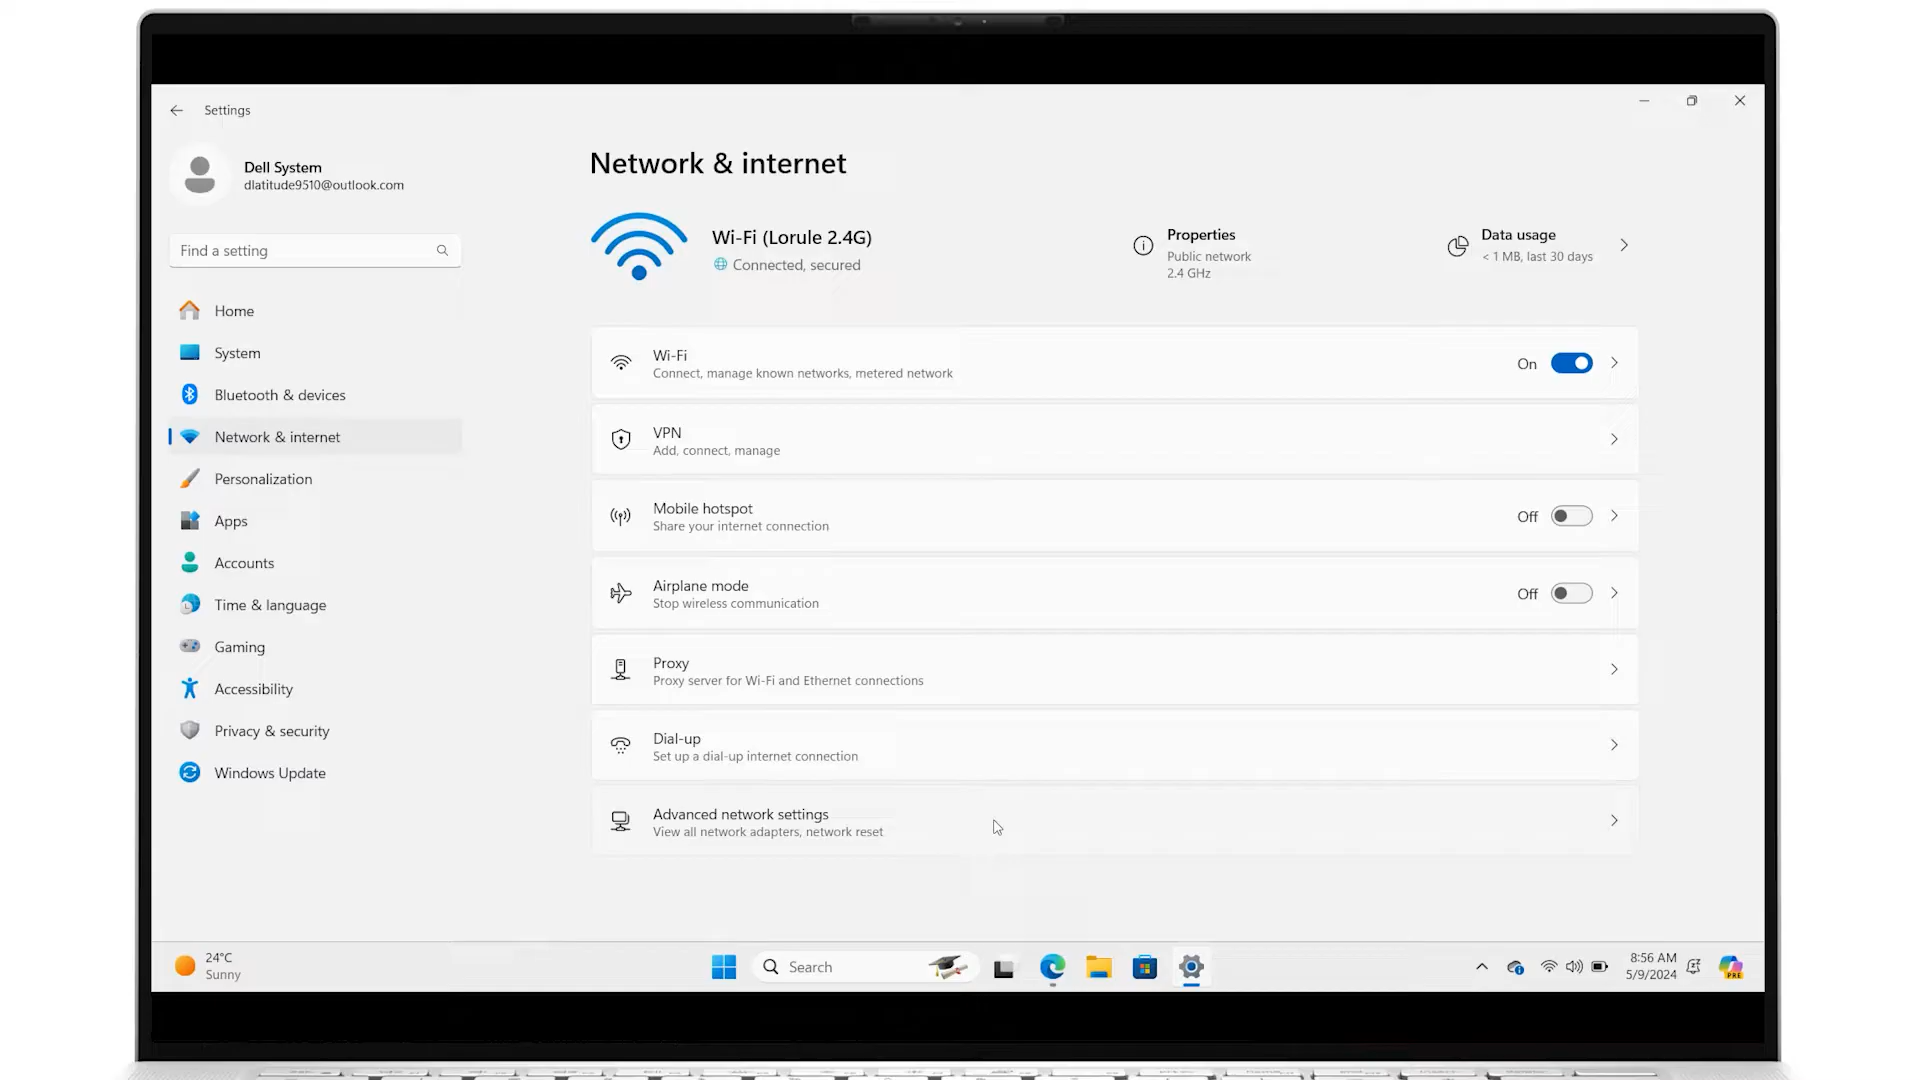 Settings
Dell System
dlatitude9510@outlook.com
Find a setting
Home
System
Bluetooth & devices
Network & internet
Personalization
Apps
Accounts
Time & language
Gaming
Accessibility
Privacy & security
Windows Update
Network & internet
Wi-Fi (Lorule 2.4G)
Connected, secured
Properties
Public network
2.4 GHz
Data usage
< 1 MB, last 30 days
Wi-Fi
Connect, manage known networks, metered network
On
VPN
Add, connect, manage
Mobile hotspot
Share your internet connection
Off
Airplane mode
Stop wireless communication
Off
Proxy
Proxy server for Wi-Fi and Ethernet connections
Dial-up
Set up a dial-up internet connection
Advanced network settings
View all network adapters, network reset
24°C
Sunny
Search
8:56 AM
5/9/2024
PRE